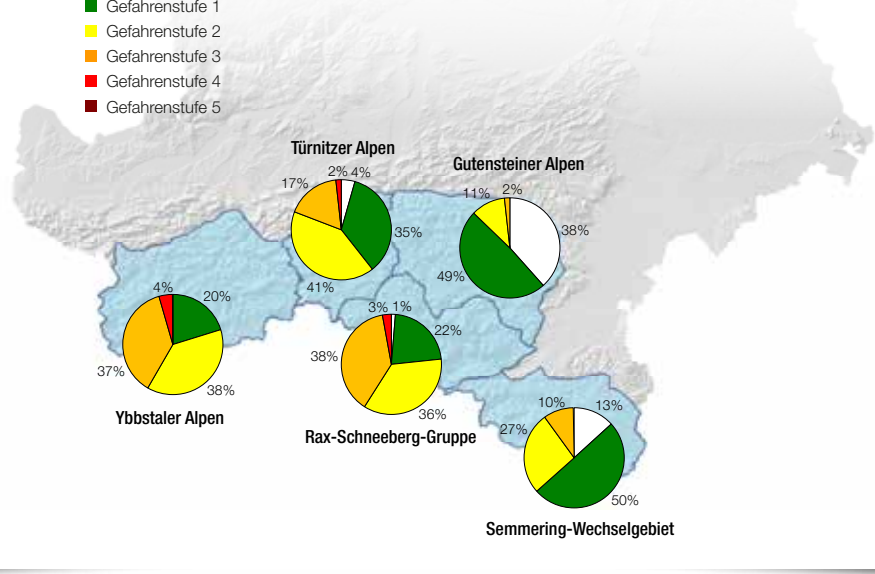 Gefahrenstufe 1
Gefahrenstufe 2
Gefahrenstufe 3
Gefahrenstufe 4
Gefahrenstufe 5
Türnitzer Alpen
2% 4%
17%
35%
41%
Gutensteiner Alpen
11% 2%
38%
49%
4%
20%
37%
38%
Ybbstaler Alpen
3% 1%
22%
38%
36%
Rax-Schneeberg-Gruppe
10%
13%
27%
50%
Semmering-Wechselgebiet